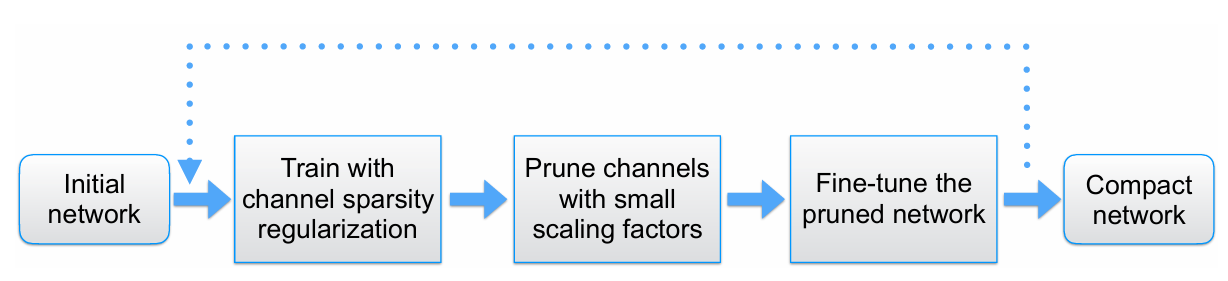 Initial
network
Train with
channel sparsity
regularization
Prune channels
with small
scaling factors
Fine-tune the
pruned network
Compact
network